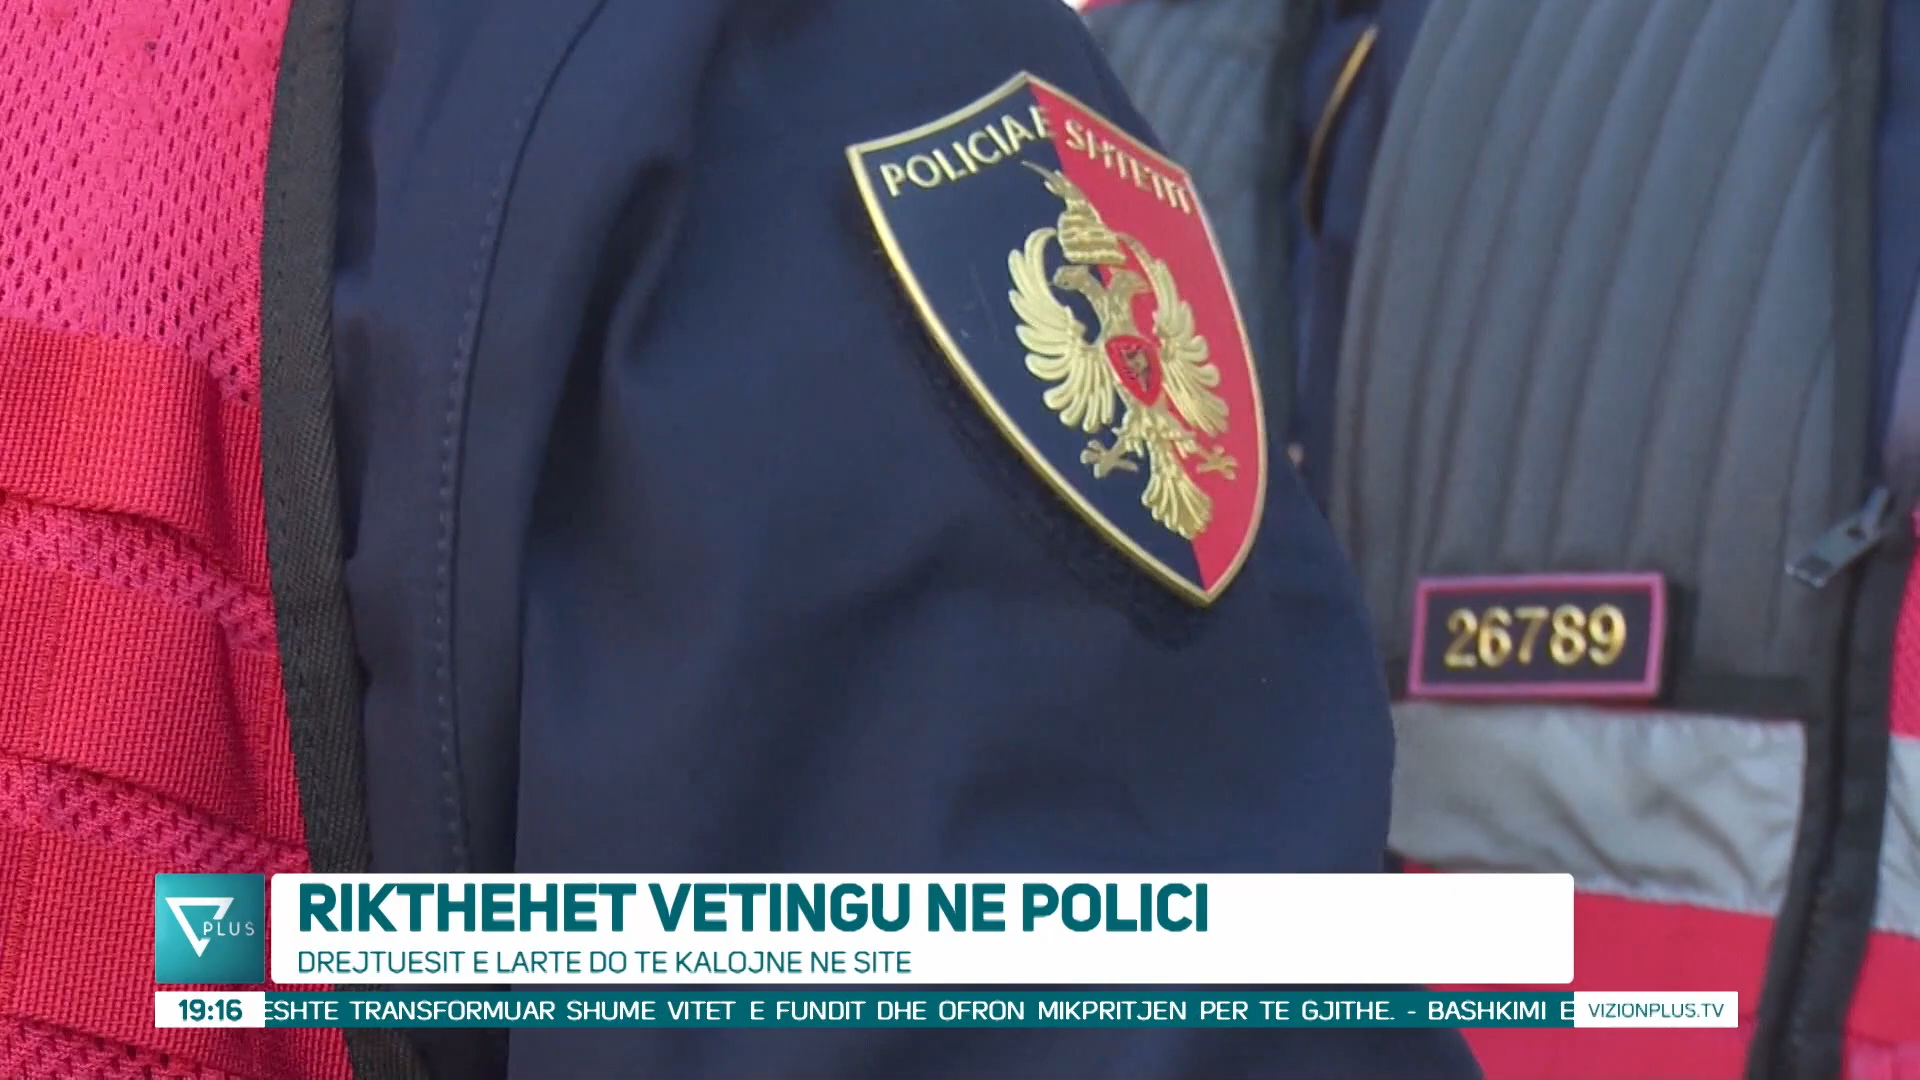 POLICIA E SHTETIT
26789
RIKTHEHET VETINGU NE POLICI
PLUS
DREJTUESIT E LARTE DO TE KALOJNE NE SITE
19:16 ESHTE TRANSFORMUAR SHUME VITET E FUNDIT DHE OFRON MIKPRITJEN PER TE GJITHE. - BASHKIMI E VIZIONPLUS.TV